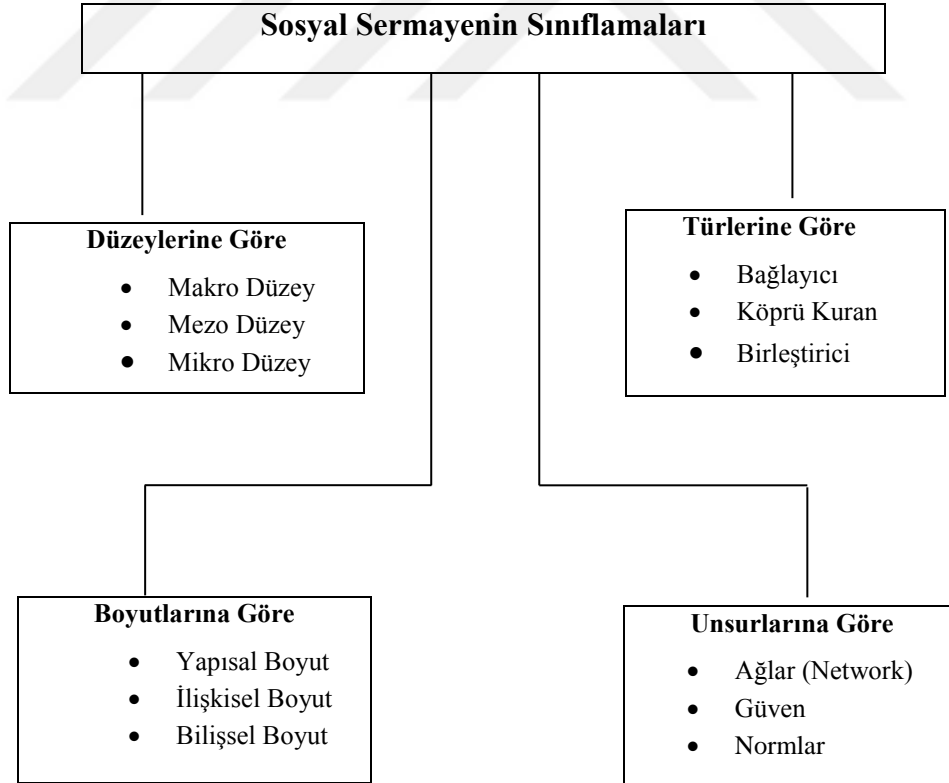 Sosyal Sermayenin Sınıflamaları
Düzeylerine Göre
• Makro Düzey
• Mezo Düzey
• Mikro Düzey
Türlerine Göre
• Bağlayıcı
• Köprü Kuran
• Birleştirici
Boyutlarına Göre
• Yapısal Boyut
• İlişkisel Boyut
• Bilişsel Boyut
Unsurlarına Göre
• Ağlar (Network)
• Güven
• Normlar